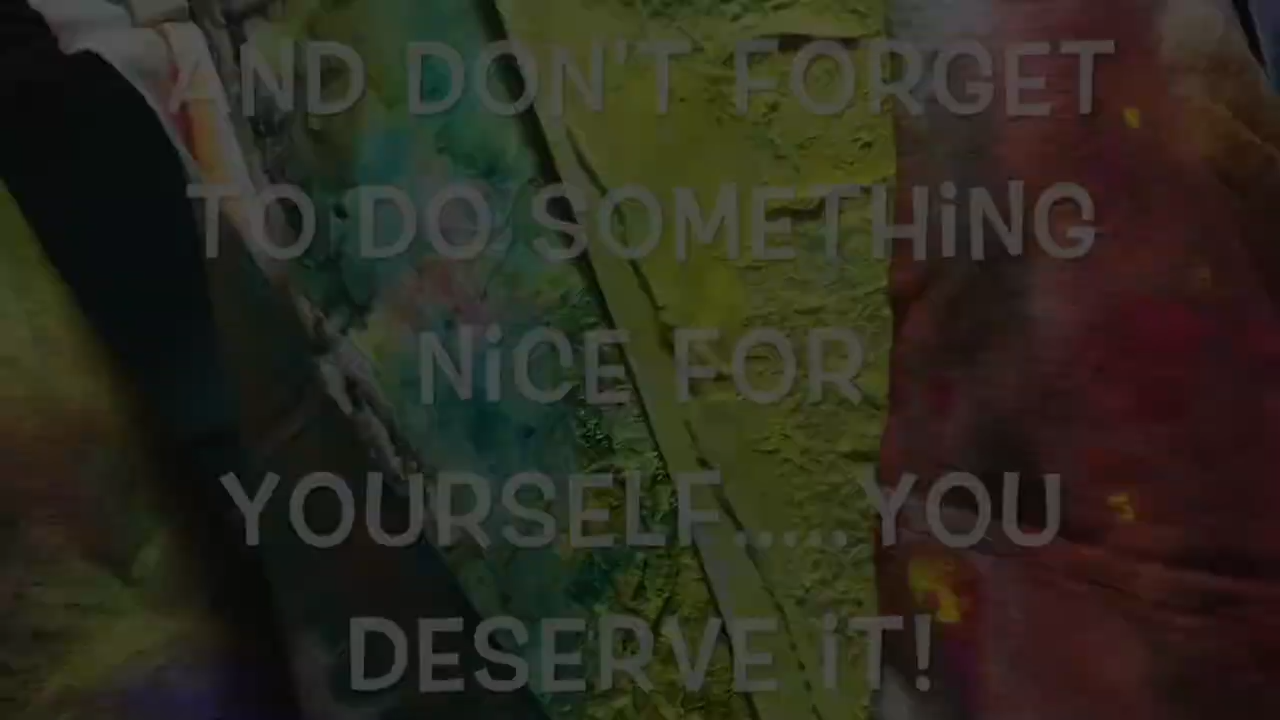 AND DON'T FORGET
TO DO SOMETHiNG
NiCE FOR
YOURSELF.....YOU
DESERVE iT!